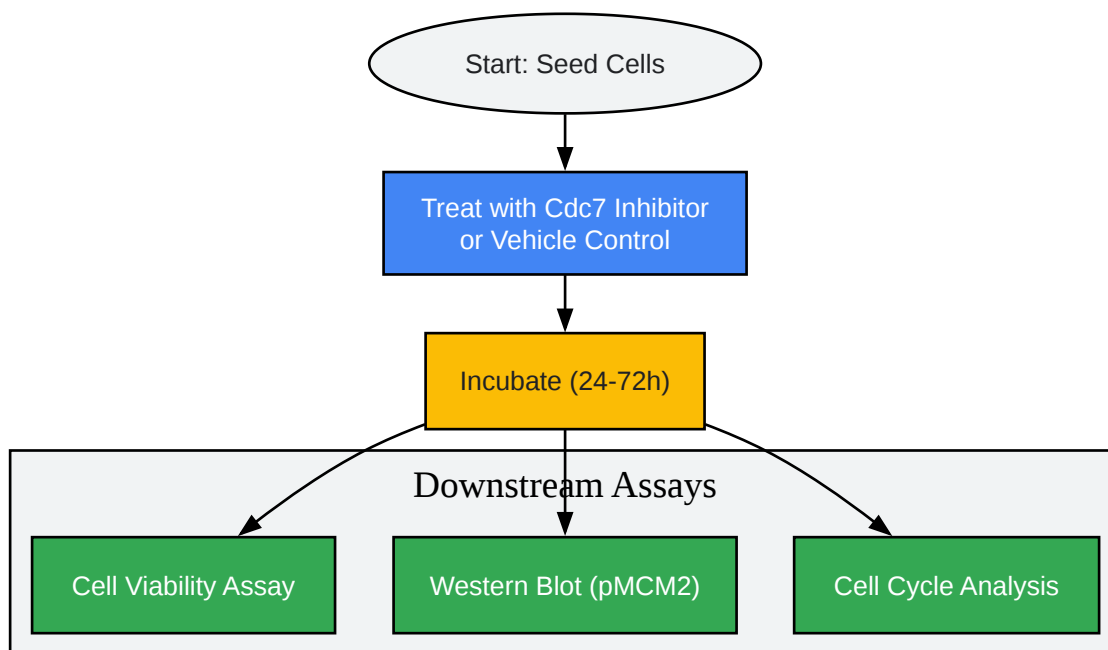 Start: Seed Cells
Treat with Cdc7 Inhibitor
or Vehicle Control
Incubate (24-72h)
Downstream Assays
Cell Viability Assay
Western Blot (pMCM2)
Cell Cycle Analysis